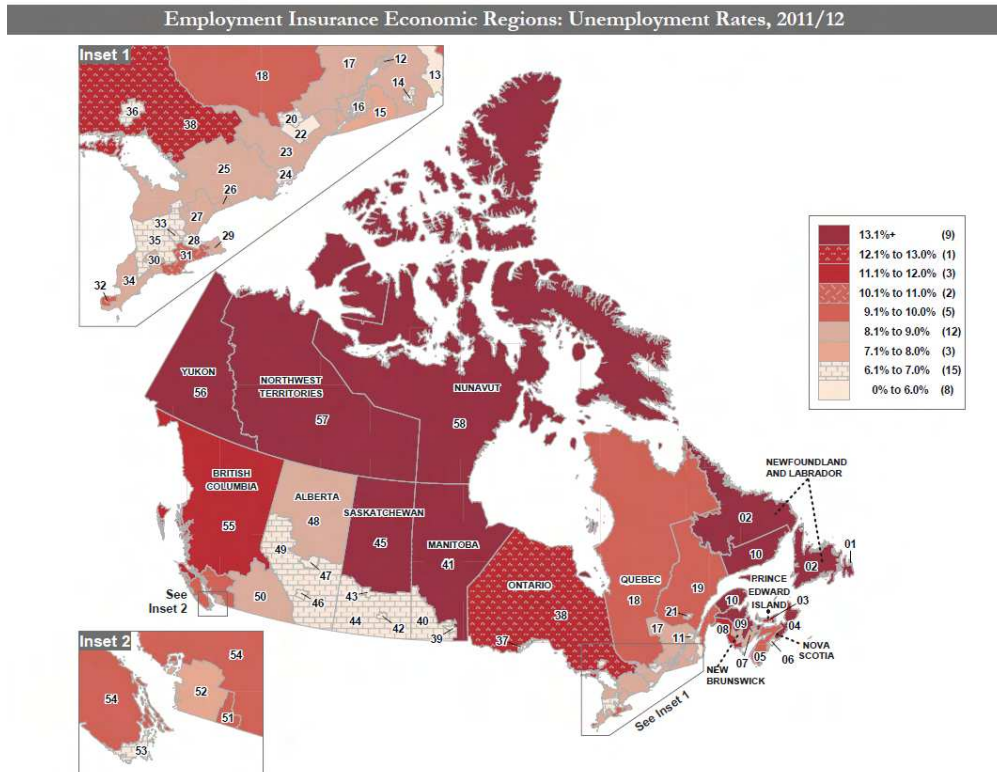 Employment Insurance Economic Regions: Unemployment Rates, 2011/12
Inset 1
18
17
12
14
13
16
15
36
38
20
22
23
24
25
26
27
33
35
28
29
31
30
34
32
13.1%+ (9)
12.1% to 13.0% (1)
11.1% to 12.0% (3)
10.1% to 11.0% (2)
9.1% to 10.0% (5)
8.1% to 9.0% (12)
7.1% to 8.0% (3)
6.1% to 7.0% (15)
0% to 6.0% (8)
YUKON
56
NORTHWEST
TERRITORIES
57
NUNAVUT
58
BRITISH
COLUMBIA
55
ALBERTA
48
SASKATCHEWAN
45
MANITOBA
41
49
47
46
50
43
44
42
40
39
ONTARIO
38
37
QUEBEC
18
19
21
17
11
NEWFOUNDLAND
AND LABRADOR
02
01
02
10
PRINCE
EDWARD
ISLAND
03
10
04
08
09
NOVA
SCOTIA
07
05
06
NEW
BRUNSWICK
See
Inset 2
See Inset 1
Inset 2
54
54
52
51
53